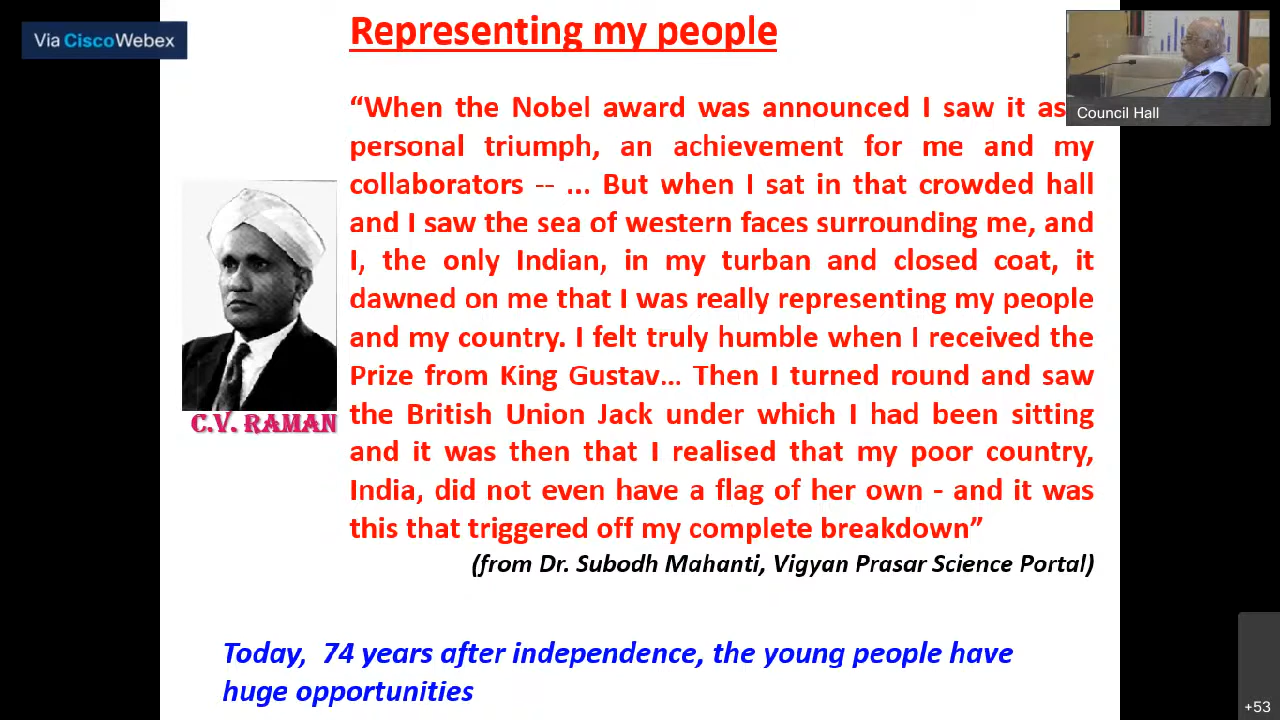 Via CiscoWebex
Representing my people
Council Hall
“When the Nobel award was announced I saw it as
personal triumph, an achievement for me and my
collaborators -- ... But when I sat in that crowded hall
and I saw the sea of western faces surrounding me, and
I, the only Indian, in my turban and closed coat, it
dawned on me that I was really representing my people
and my country. I felt truly humble when I received the
Prize from King Gustav… Then I turned round and saw
the British Union Jack under which I had been sitting
and it was then that I realised that my poor country,
India, did not even have a flag of her own - and it was
this that triggered off my complete breakdown”
C.V. RAMAN
(from Dr. Subodh Mahanti, Vigyan Prasar Science Portal)
Today, 74 years after independence, the young people have
huge opportunities
+53